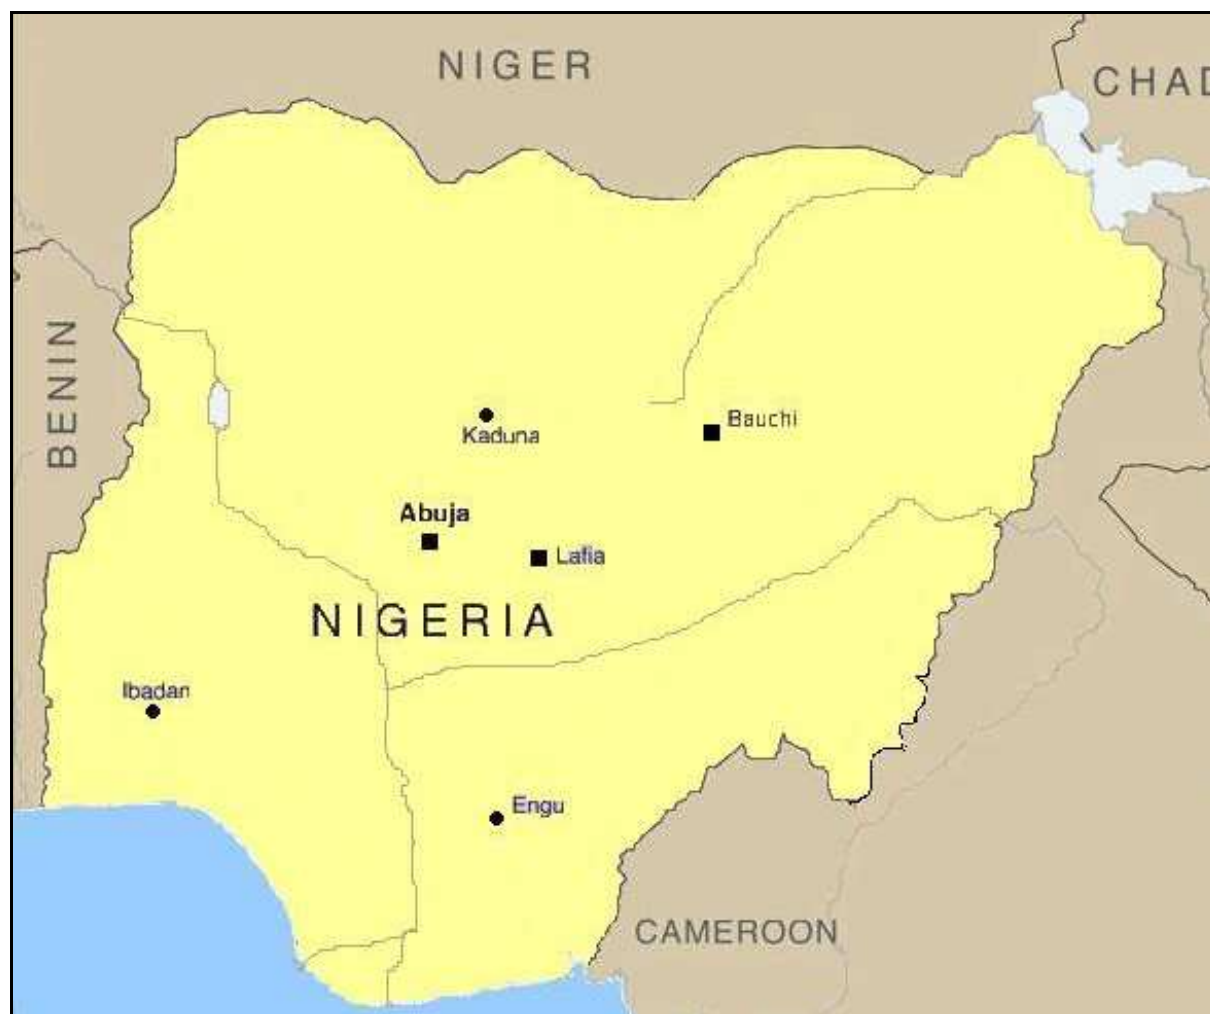 NIGER
CHAD
BENIN
Bauchi
Kaduna
Abuja
Lafia
NIGERIA
Ibadan
Engu
CAMEROON